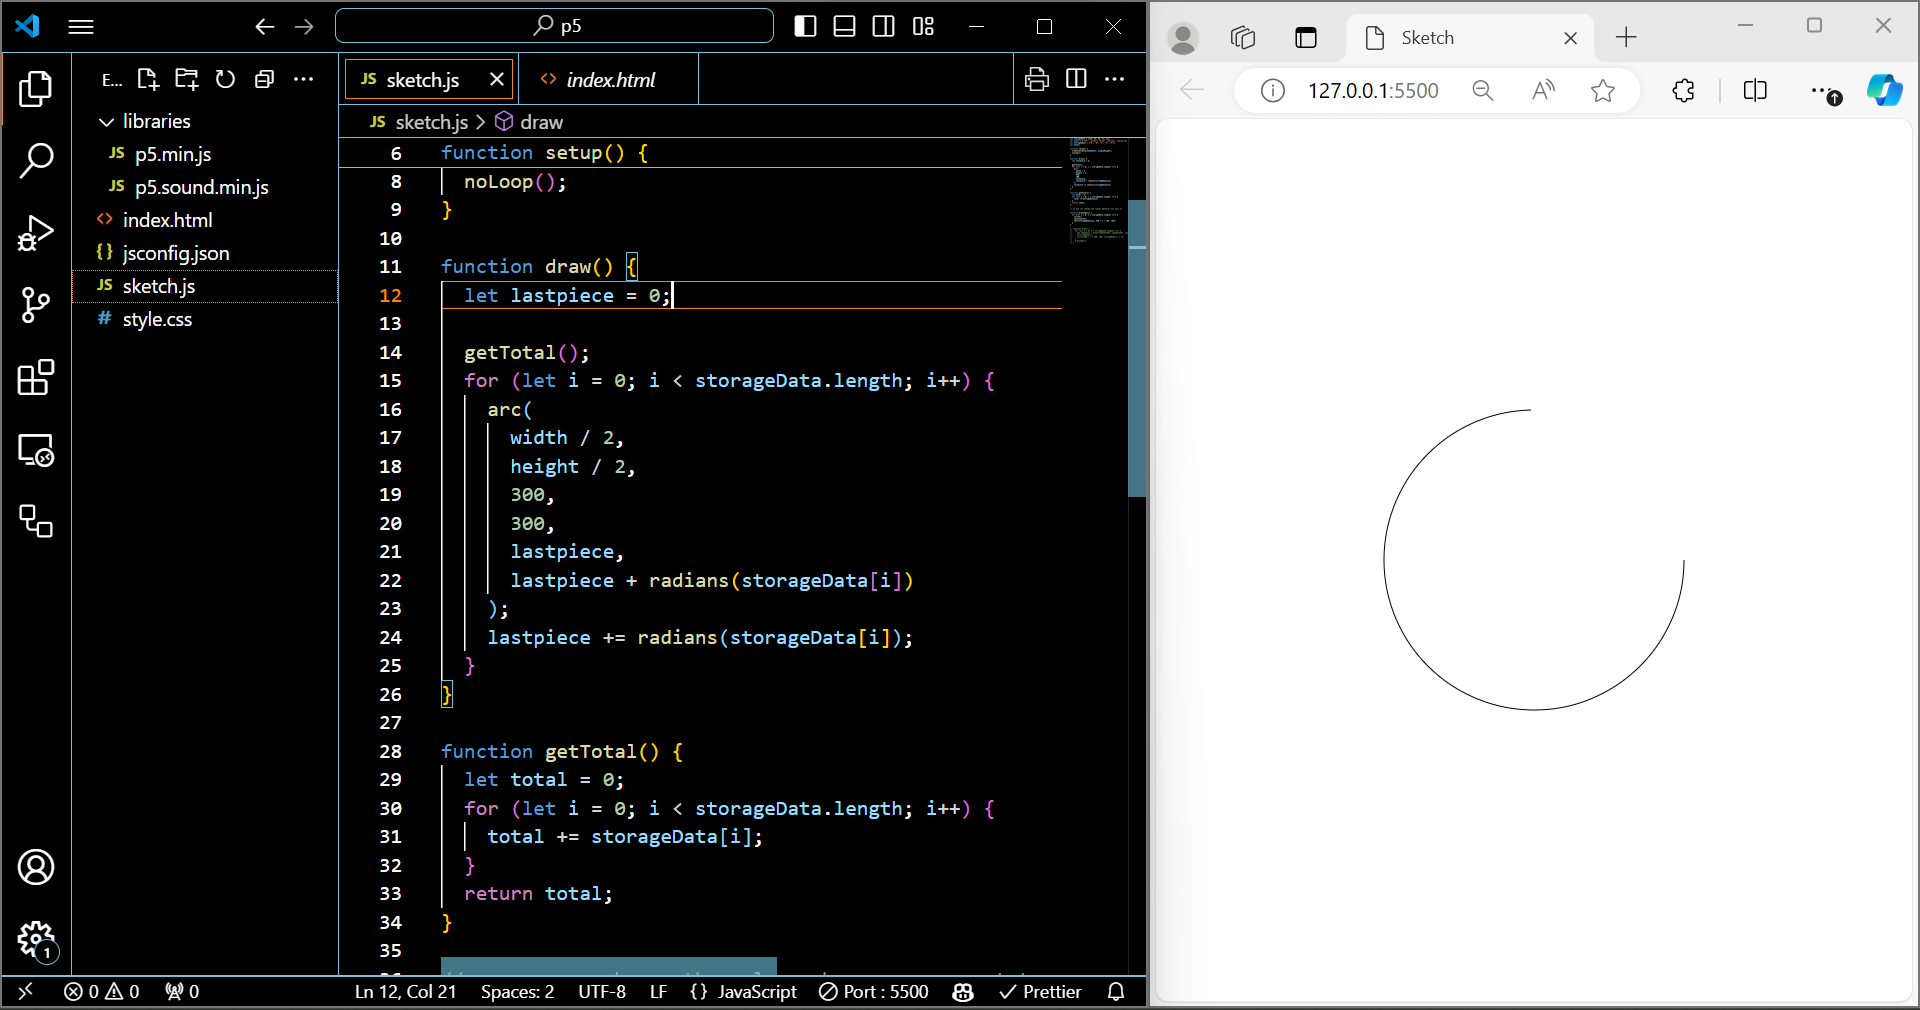 p5
E...
libraries
JS p5.min.js
JS p5.sound.min.js
<> index.html
{} jsconfig.json
JS sketch.js
# style.css
JS sketch.js
<> index.html
JS sketch.js > draw
6 function setup() {
8 noLoop();
9 }
10
11 function draw() {
12 let lastpiece = 0;
13
14 getTotal();
15 for (let i = 0; i < storageData.length; i++) {
16 arc(
17 width / 2,
18 height / 2,
19 300,
20 300,
21 lastpiece,
22 lastpiece + radians(storageData[i])
23 );
24 lastpiece += radians(storageData[i]);
25 }
26 }
27
28 function getTotal() {
29 let total = 0;
30 for (let i = 0; i < storageData.length; i++) {
31 total += storageData[i];
32 }
33 return total;
34 }
35
1
0 0 0 Ln 12, Col 21 Spaces: 2 UTF-8 LF {} JavaScript Port : 5500 Prettier
Sketch
127.0.0.1:5500